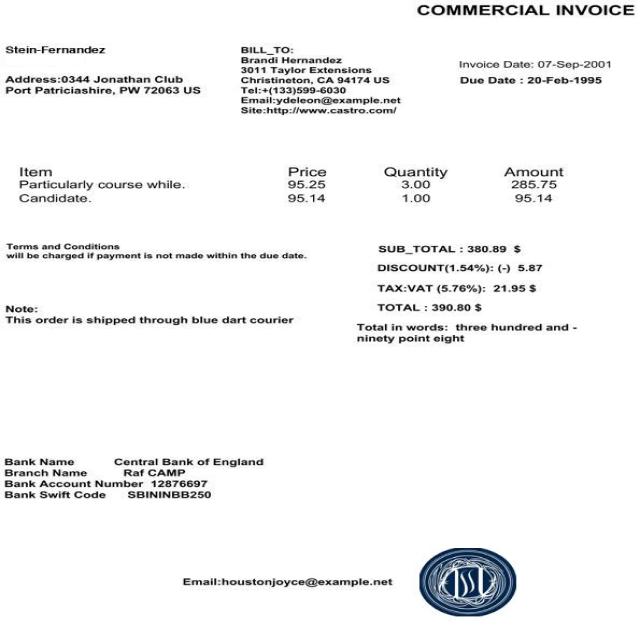 COMMERCIAL INVOICE
Stein-Fernandez
Address:0344 Jonathan Club
Port Patriciashire, PW 72063 US
BILL_TO:
Brandi Hernandez
3011 Taylor Extensions
Christineton, CA 94174 US
Tel:+(133)599-6030
Email:ydeleon@example.net
Site:http://www.castro.com/
Invoice Date: 07-Sep-2001
Due Date : 20-Feb-1995
Item Price Quantity Amount
Particularly course while. 95.25 3.00 285.75
Candidate. 95.14 1.00 95.14
Terms and Conditions
will be charged if payment is not made within the due date.
Note:
This order is shipped through blue dart courier
SUB_TOTAL : 380.89 $
DISCOUNT(1.54%): (-) 5.87
TAX:VAT (5.76%): 21.95 $
TOTAL : 390.80 $
Total in words: three hundred and -
ninety point eight
Bank Name Central Bank of England
Branch Name Raf CAMP
Bank Account Number 12876697
Bank Swift Code SBININBB250
Email:houstonjoyce@example.net